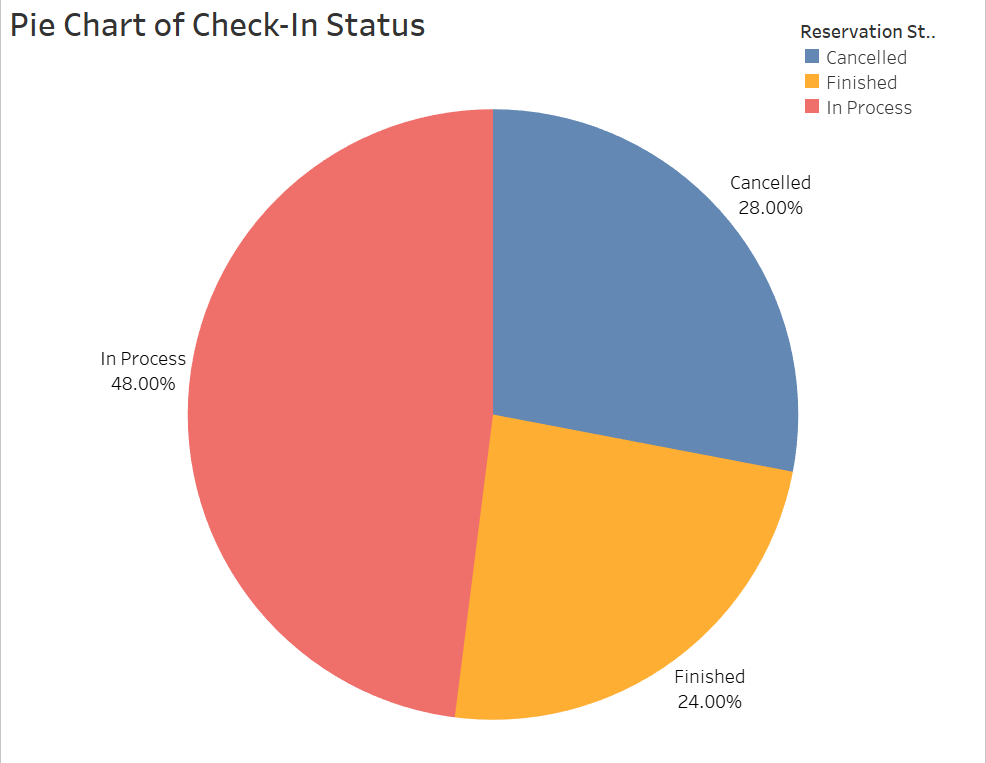 Pie Chart of Check-In Status
Reservation St..
Cancelled
Finished
In Process
Cancelled
28.00%
In Process
48.00%
Finished
24.00%